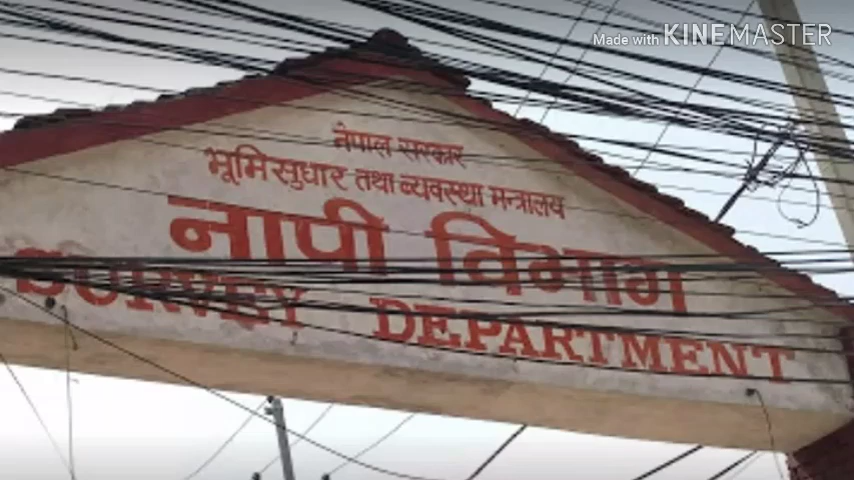 Made with KINEMASTER
नेपाल सरकार
भूमिसुधार तथा ब्यवस्था मन्त्रालय
नापी विभाग
SURVEY DEPARTMENT